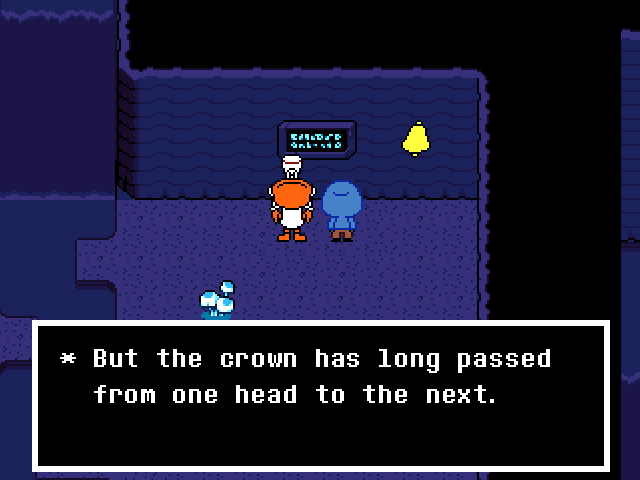 * But the crown has long passed
from one head to the next.